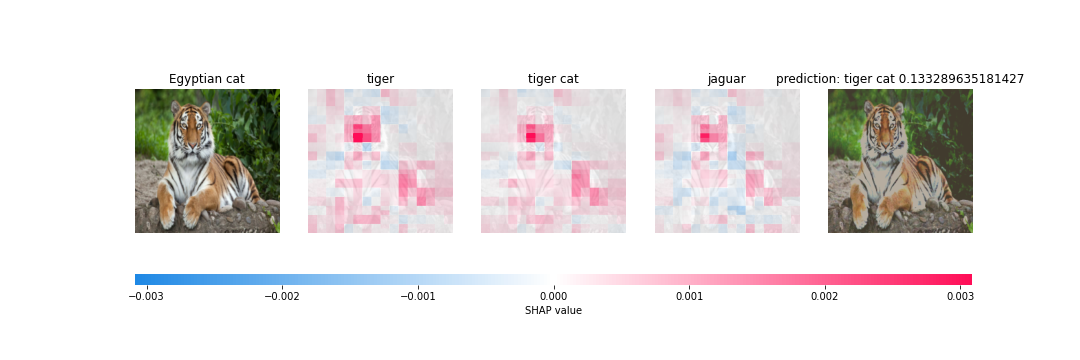 Egyptian cat
tiger
tiger cat
jaguar
prediction: tiger cat 0.133289635181427
−0.003
−0.002
−0.001
0.000
0.001
0.002
0.003
SHAP value